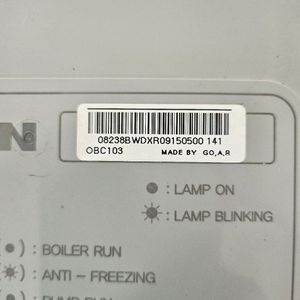 08238BWDXR09150500 141
OBC103 MADE BY GO,A,R
N
: LAMP ON
: LAMP BLINKING
( ) : BOILER RUN
: ANTI - FREEZING